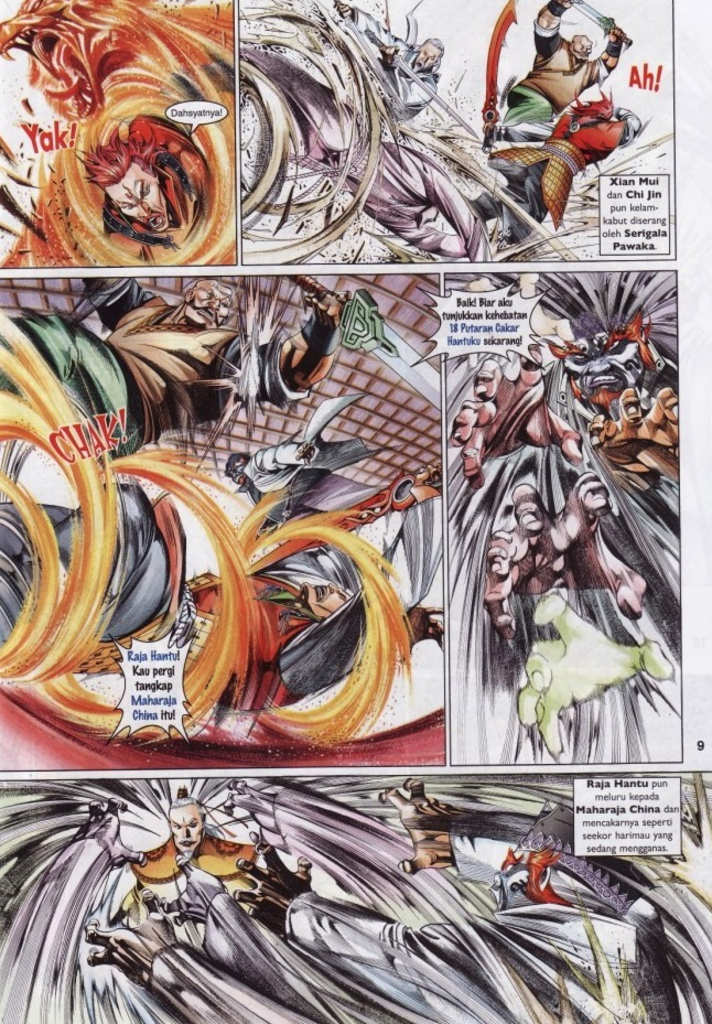 Yak!
Dahsyatnya!
Ah!
Xian Mui
dan Chi Jin
pun kelam-
kabut diserang
oleh Serigala
Pawaka.
CHAK!
Raja Hantu!
Kau pergi
tangkap
Maharaja
China itu!
Baik! Biar aku
tunjukkan kehebatan
18 Putaran Cakar
Hantuku sekarang!
9
Raja Hantu pun
meluru kepada
Maharaja China dan
mencakarnya seperti
seekor harimau yang
sedang mengganas.